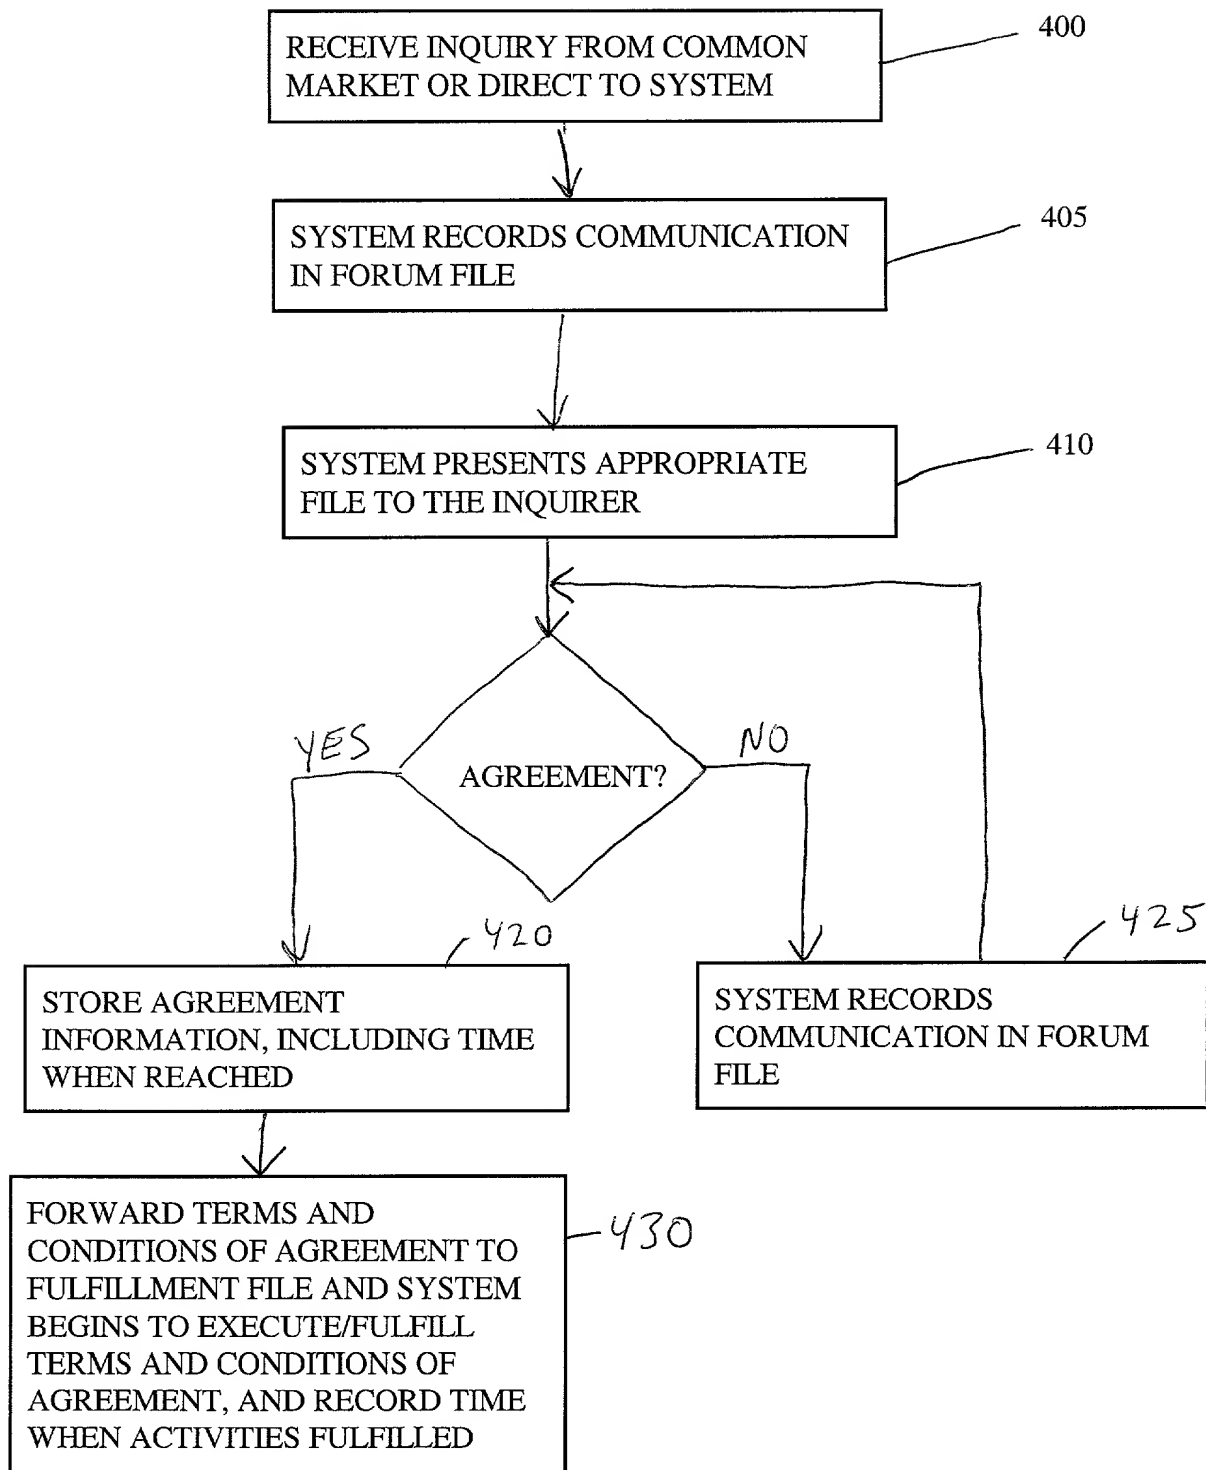 RECEIVE INQUIRY FROM COMMON
MARKET OR DIRECT TO SYSTEM
400
SYSTEM RECORDS COMMUNICATION
IN FORUM FILE
405
SYSTEM PRESENTS APPROPRIATE
FILE TO THE INQUIRER
410
YES
AGREEMENT?
NO
420
STORE AGREEMENT
INFORMATION, INCLUDING TIME
WHEN REACHED
425
SYSTEM RECORDS
COMMUNICATION IN FORUM
FILE
FORWARD TERMS AND
CONDITIONS OF AGREEMENT TO
FULFILLMENT FILE AND SYSTEM
BEGINS TO EXECUTE/FULFILL
TERMS AND CONDITIONS OF
AGREEMENT, AND RECORD TIME
WHEN ACTIVITIES FULFILLED
430